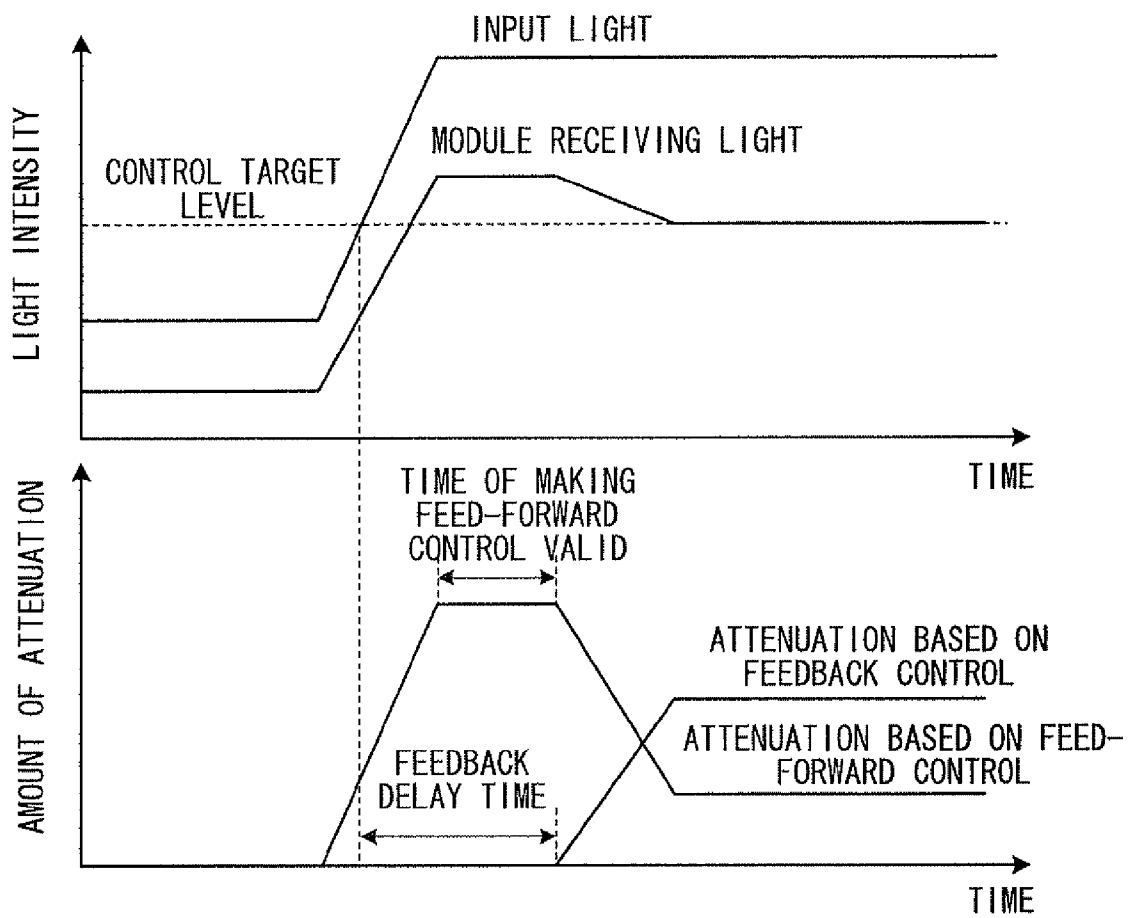 INPUT LIGHT
MODULE RECEIVING LIGHT
CONTROL TARGET
LEVEL
LIGHT INTENSITY
TIME
TIME OF MAKING
FEED-FORWARD
CONTROL VALID
AMOUNT OF ATTENUATION
ATTENUATION BASED ON
FEEDBACK CONTROL
ATTENUATION BASED ON FEED-
FORWARD CONTROL
FEEDBACK
DELAY TIME
TIME